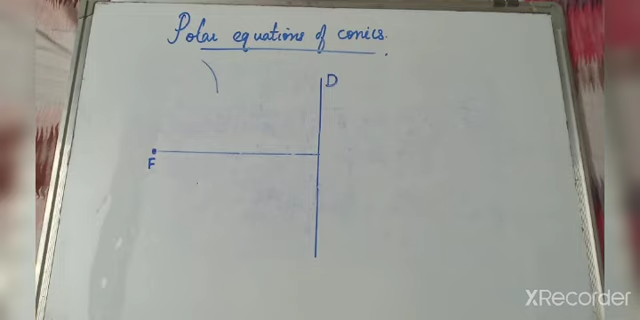 Polar equations of conics.
D
F
XRecorder